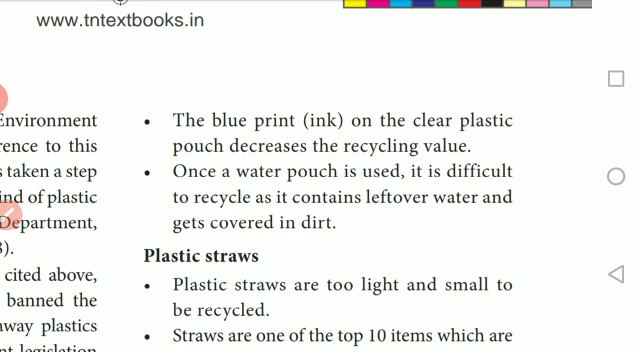 www.tntextbooks.in
Environment
rence to this
s taken a step
ind of plastic
Department,
).
cited above,
banned the
away plastics
nt legislation
• The blue print (ink) on the clear plastic
pouch decreases the recycling value.
• Once a water pouch is used, it is difficult
to recycle as it contains leftover water and
gets covered in dirt.
Plastic straws
• Plastic straws are too light and small to
be recycled.
• Straws are one of the top 10 items which are